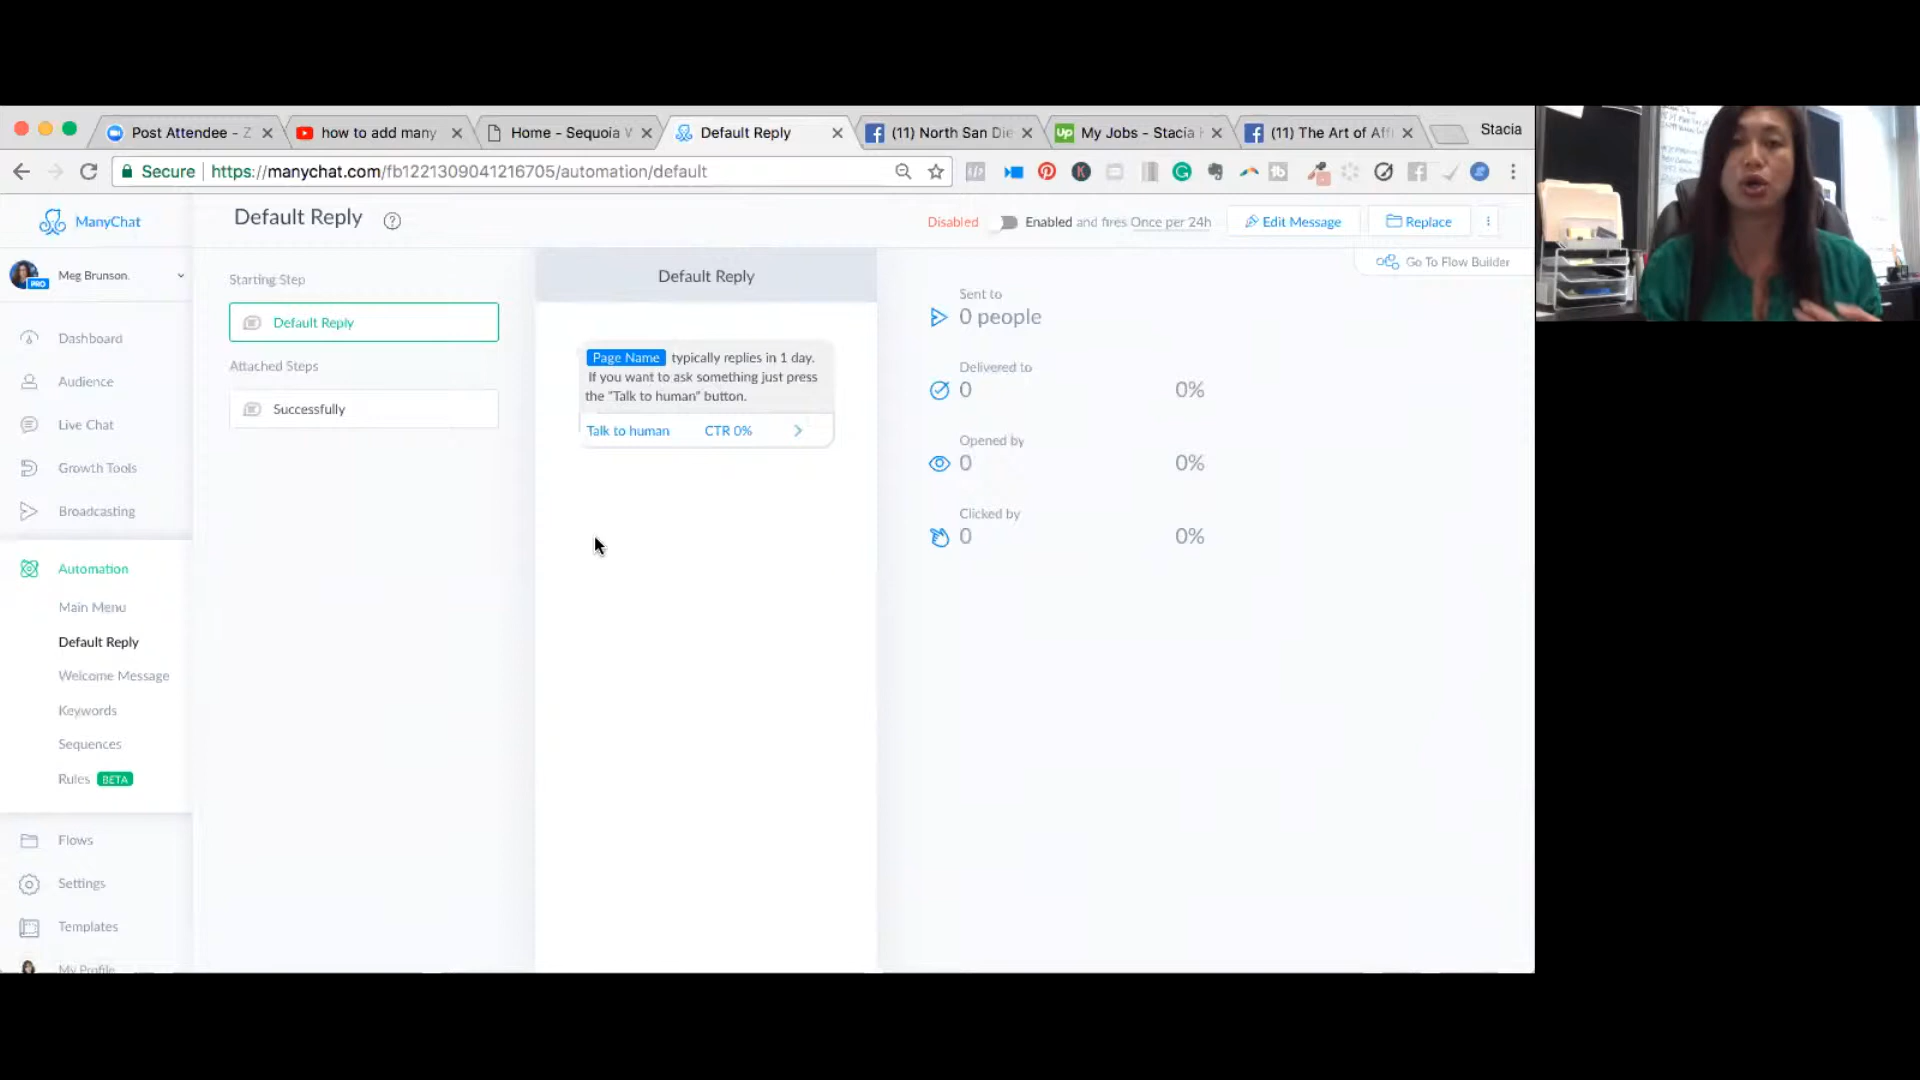 Post Attendee - Z
how to add many
Home - Sequoia V
Default Reply
(11) North San Die
My Jobs - Stacia
(11) The Art of Aff
Stacia
Secure
https://manychat.com/fb1221309041216705/automation/default
ManyChat
Default Reply
Disabled
Enabled and fires Once per 24h
Edit Message
Replace
Go To Flow Builder
Meg Brunson.
PRO
Dashboard
Audience
Live Chat
Growth Tools
Broadcasting
Automation
Main Menu
Default Reply
Welcome Message
Keywords
Sequences
Rules BETA
Flows
Settings
Templates
My Profile
Starting Step
Default Reply
Attached Steps
Successfully
Default Reply
Page Name typically replies in 1 day.
If you want to ask something just press
the "Talk to human" button.
Talk to human CTR 0%
Sent to
0 people
Delivered to
0 0%
Opened by
0 0%
Clicked by
0 0%